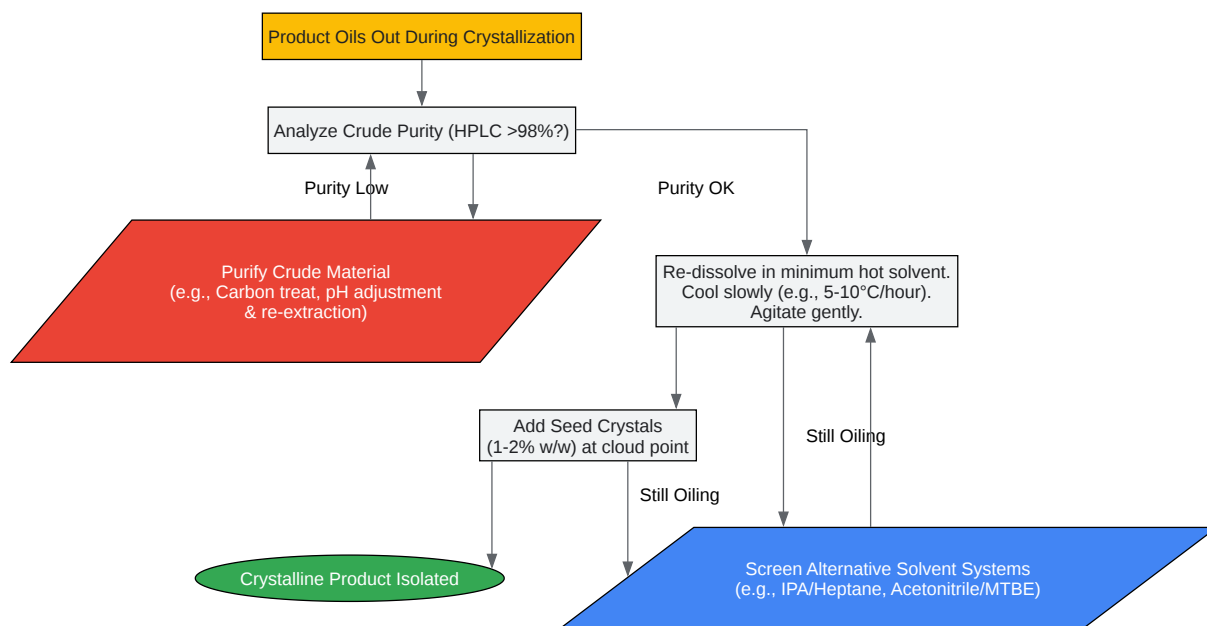 Product Oils Out During Crystallization
Analyze Crude Purity (HPLC >98%?)
Purity Low
Purity OK
Purify Crude Material
(e.g., Carbon treat, pH adjustment
& re-extraction)
Re-dissolve in minimum hot solvent.
Cool slowly (e.g., 5-10°C/hour).
Agitate gently.
Add Seed Crystals
(1-2% w/w) at cloud point
Still Oiling
Still Oiling
Crystalline Product Isolated
Screen Alternative Solvent Systems
(e.g., IPA/Heptane, Acetonitrile/MTBE)